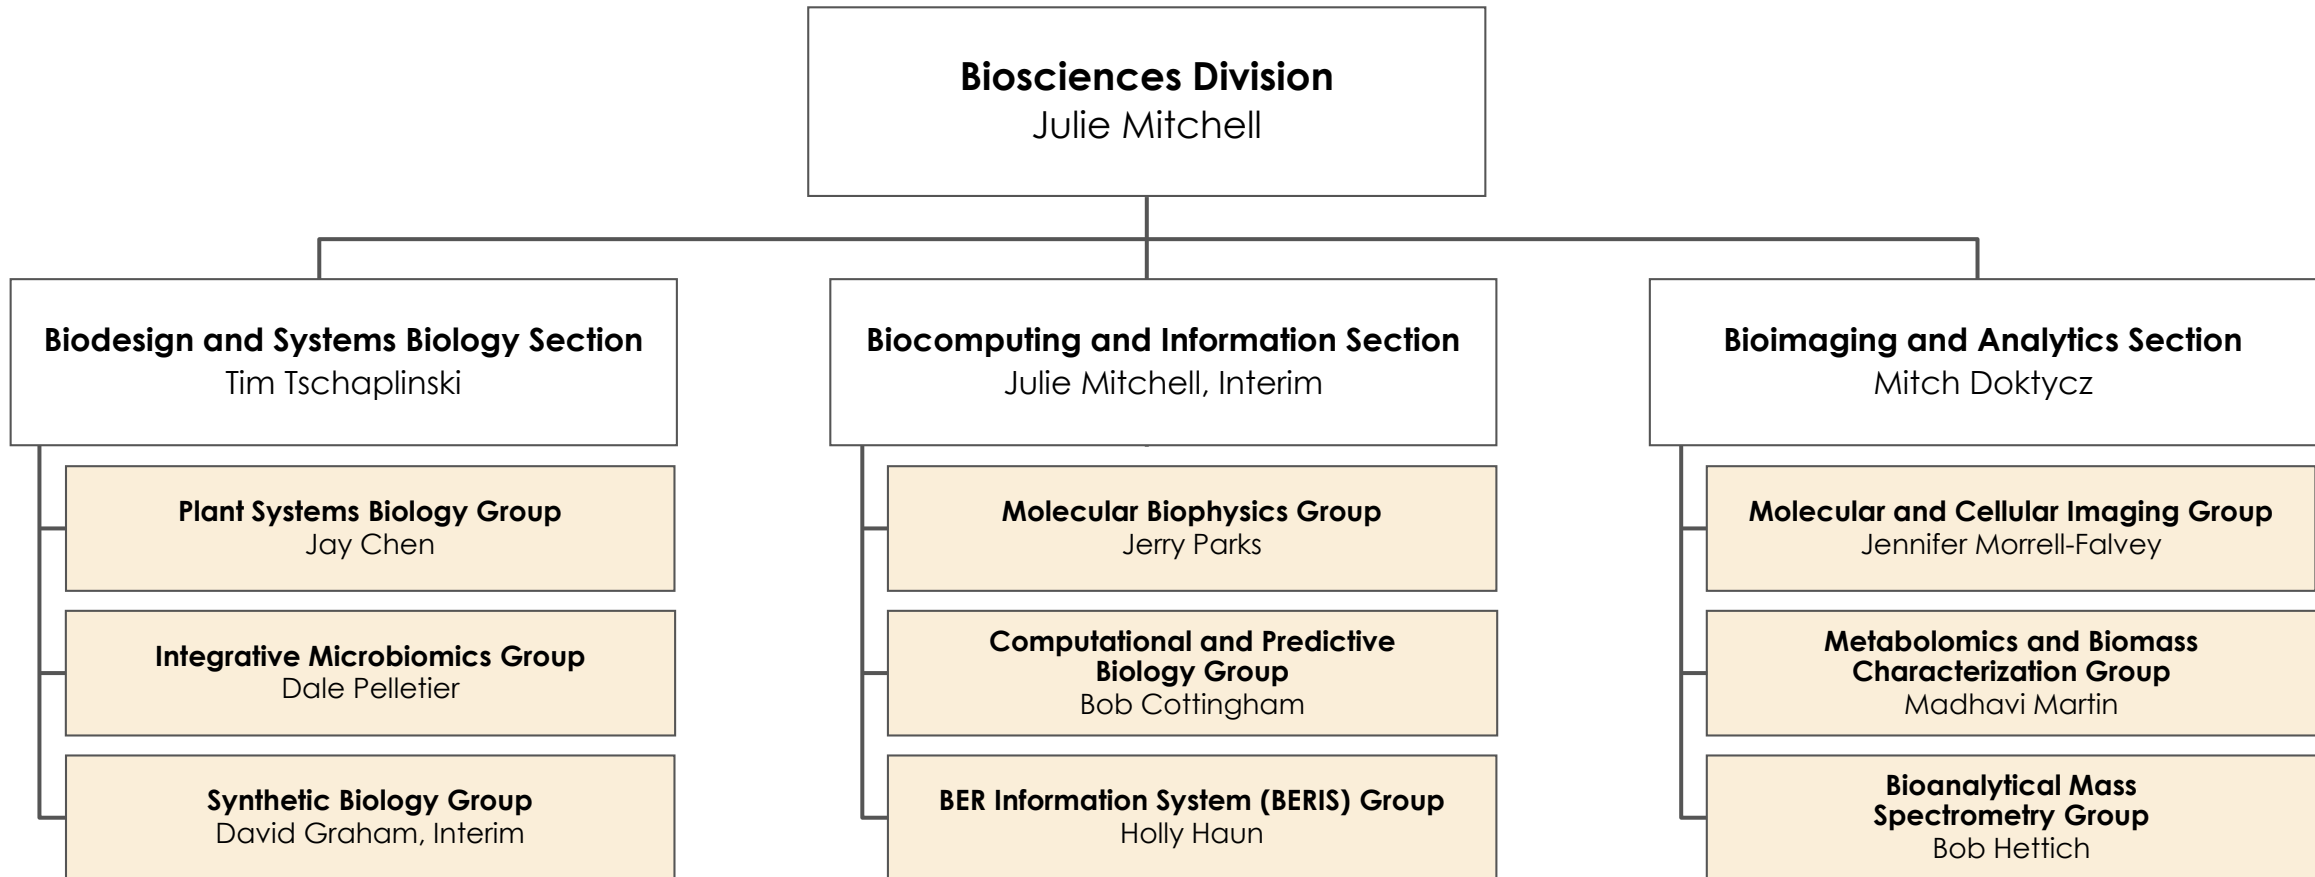 Biosciences Division
Julie Mitchell
Biodesign and Systems Biology Section
Tim Tschaplinski
Plant Systems Biology Group
Jay Chen
Integrative Microbiomics Group
Dale Pelletier
Synthetic Biology Group
David Graham, Interim
Biocomputing and Information Section
Julie Mitchell, Interim
Molecular Biophysics Group
Jerry Parks
Computational and Predictive
Biology Group
Bob Cottingham
BER Information System (BERIS) Group
Holly Haun
Bioimaging and Analytics Section
Mitch Doktycz
Molecular and Cellular Imaging Group
Jennifer Morrell-Falvey
Metabolomics and Biomass
Characterization Group
Madhavi Martin
Bioanalytical Mass
Spectrometry Group
Bob Hettich